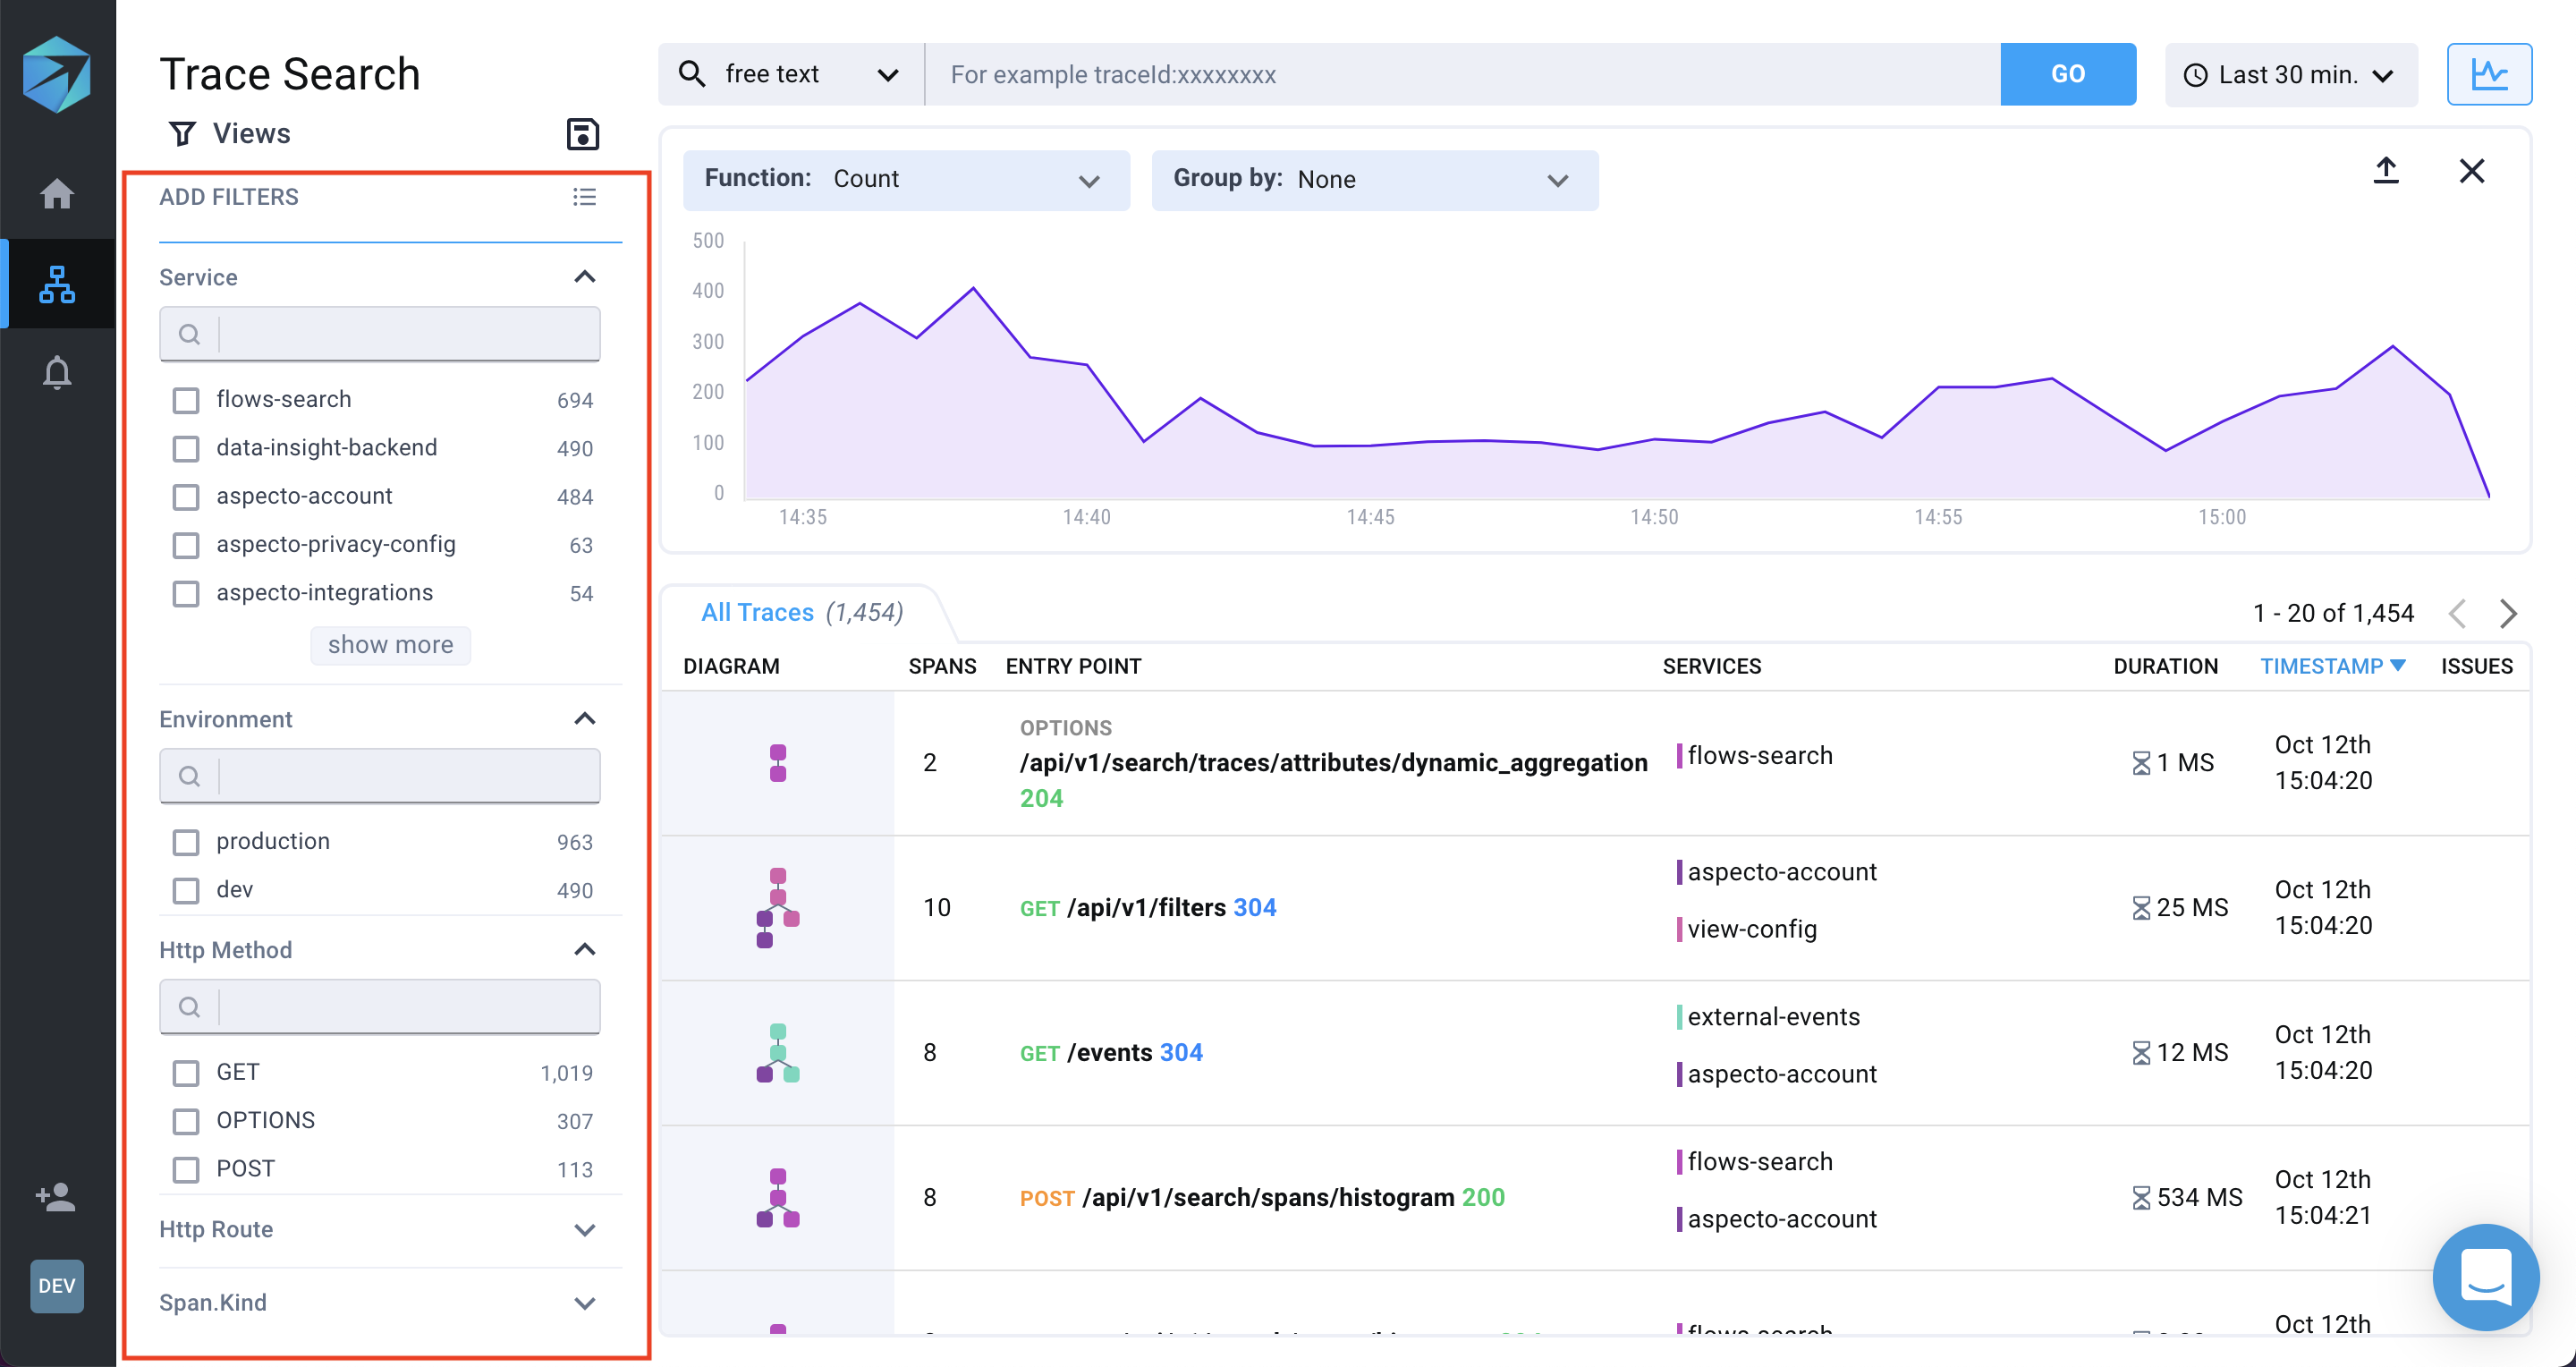 Trace Search
Views
ADD FILTERS
Service
flows-search 694
data-insight-backend 490
aspecto-account 484
aspecto-privacy-config 63
aspecto-integrations 54
show more
Environment
production 963
dev 490
Http Method
GET 1,019
OPTIONS 307
POST 113
Http Route
Span.Kind
DEV
free text
For example traceId:xxxxxxxx
GO
Last 30 min.
Function: Count
Group by: None
500
400
300
200
100
0
14:35 14:40 14:45 14:50 14:55 15:00
All Traces (1,454)
1 - 20 of 1,454
DIAGRAM SPANS ENTRY POINT SERVICES DURATION TIMESTAMP ISSUES
2
OPTIONS
/api/v1/search/traces/attributes/dynamic_aggregation
204
flows-search
1 MS
Oct 12th
15:04:20
10
GET /api/v1/filters 304
aspecto-account
view-config
25 MS
Oct 12th
15:04:20
8
GET /events 304
external-events
aspecto-account
12 MS
Oct 12th
15:04:20
8
POST /api/v1/search/spans/histogram 200
flows-search
aspecto-account
534 MS
Oct 12th
15:04:21
flows-search
Oct 12th